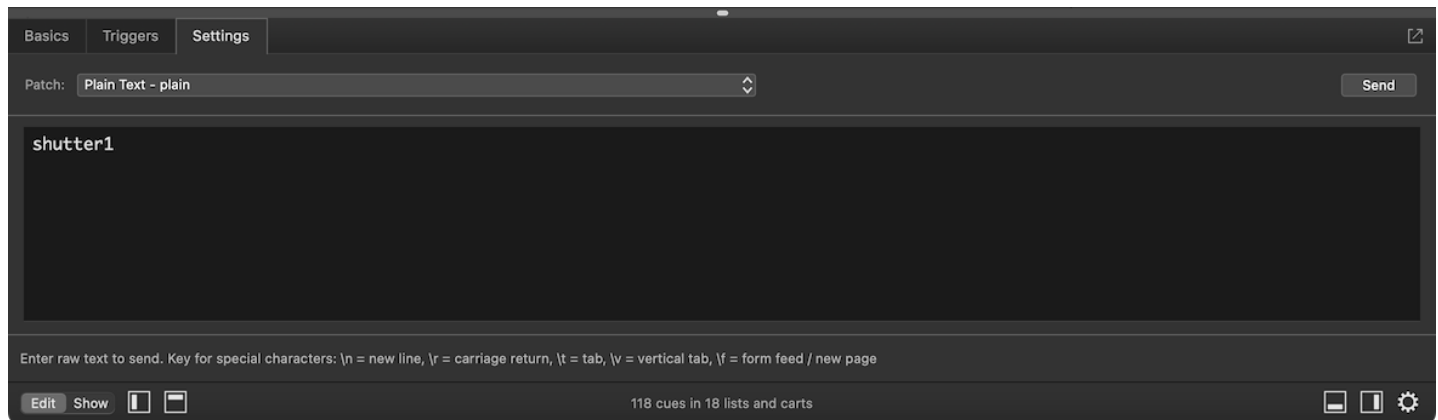 Basics Triggers Settings
Patch: Plain Text - plain Send
shutter1
Enter raw text to send. Key for special characters: \n = new line, \r = carriage return, \t = tab, \v = vertical tab, \f = form feed / new page
Edit Show 118 cues in 18 lists and carts